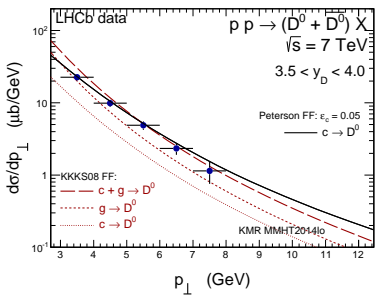 LHCb data
p p → (D⁰ + D̅⁰) X
√s = 7 TeV
3.5 < y_D < 4.0
Peterson FF: ε_c = 0.05
c → D⁰
KKKS08 FF:
c + g → D⁰
g → D⁰
c → D⁰
KMR MMHT2014lo
dσ/dp_⊥ (μb/GeV)
10²
10
1
10⁻¹
3 4 5 6 7 8 9 10 11 12
p_⊥ (GeV)